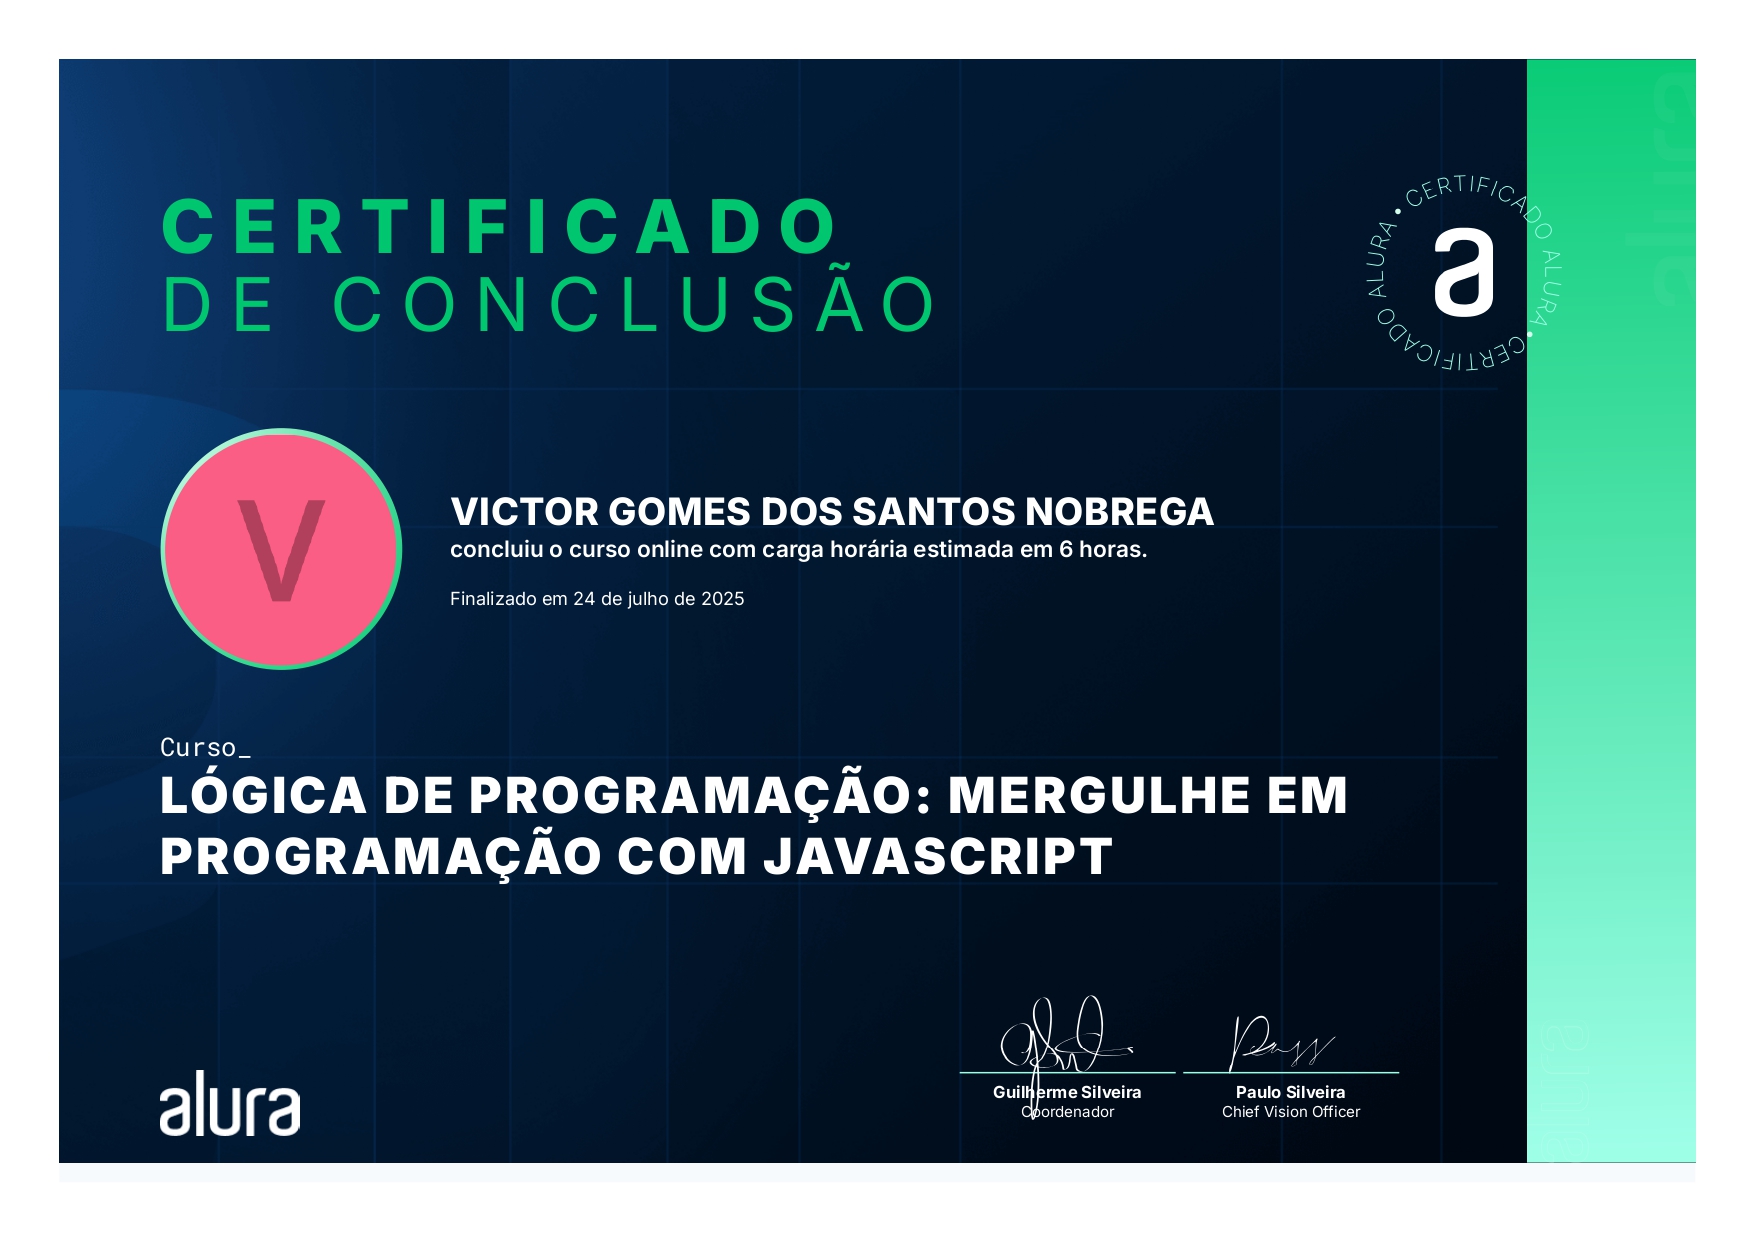 CERTIFICADO
DE CONCLUSÃO
CERTIFICADO ALURA • CERTIFICADO ALURA •
a
V
VICTOR GOMES DOS SANTOS NOBREGA
concluiu o curso online com carga horária estimada em 6 horas.
Finalizado em 24 de julho de 2025
Curso_
LÓGICA DE PROGRAMAÇÃO: MERGULHE EM
PROGRAMAÇÃO COM JAVASCRIPT
alura
Guilherme Silveira
Coordenador
Paulo Silveira
Chief Vision Officer
alura
alura